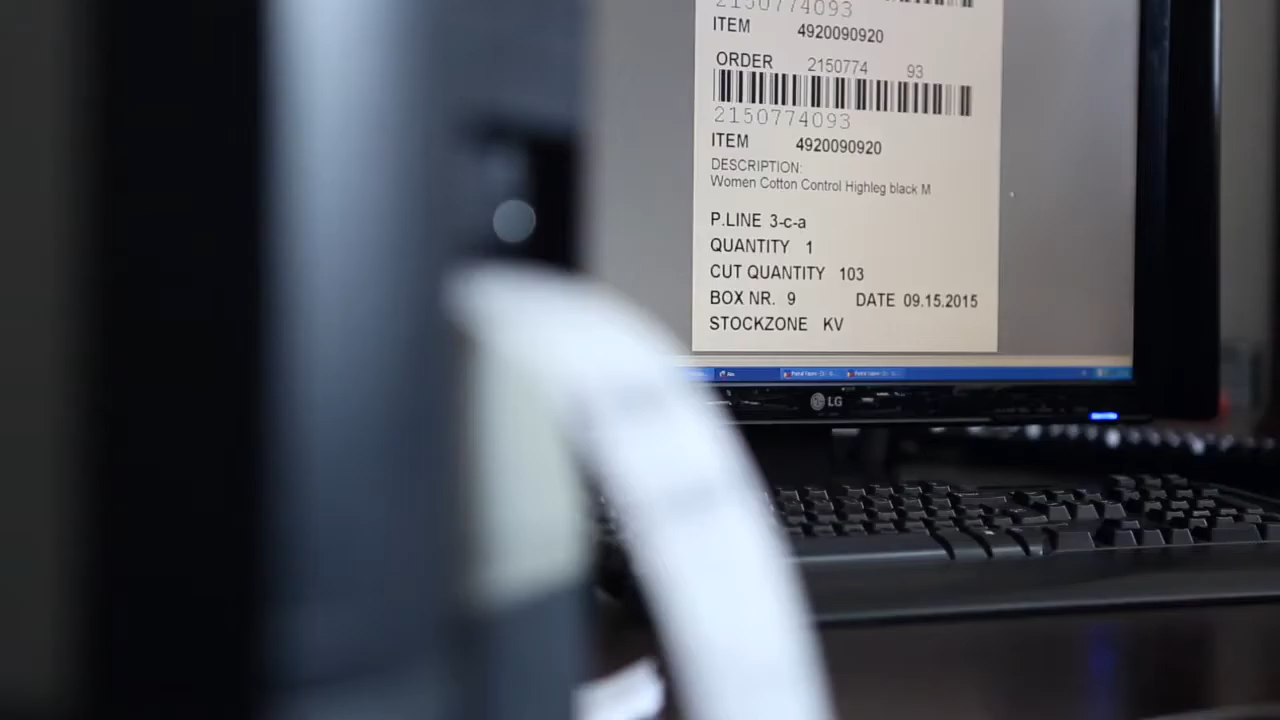 2150774093
ITEM 4920090920
ORDER 2150774 93
2150774093
ITEM 4920090920
DESCRIPTION:
Women Cotton Control Highleg black M
P.LINE 3-c-a
QUANTITY 1
CUT QUANTITY 103
BOX NR. 9 DATE 09.15.2015
STOCKZONE KV
LG